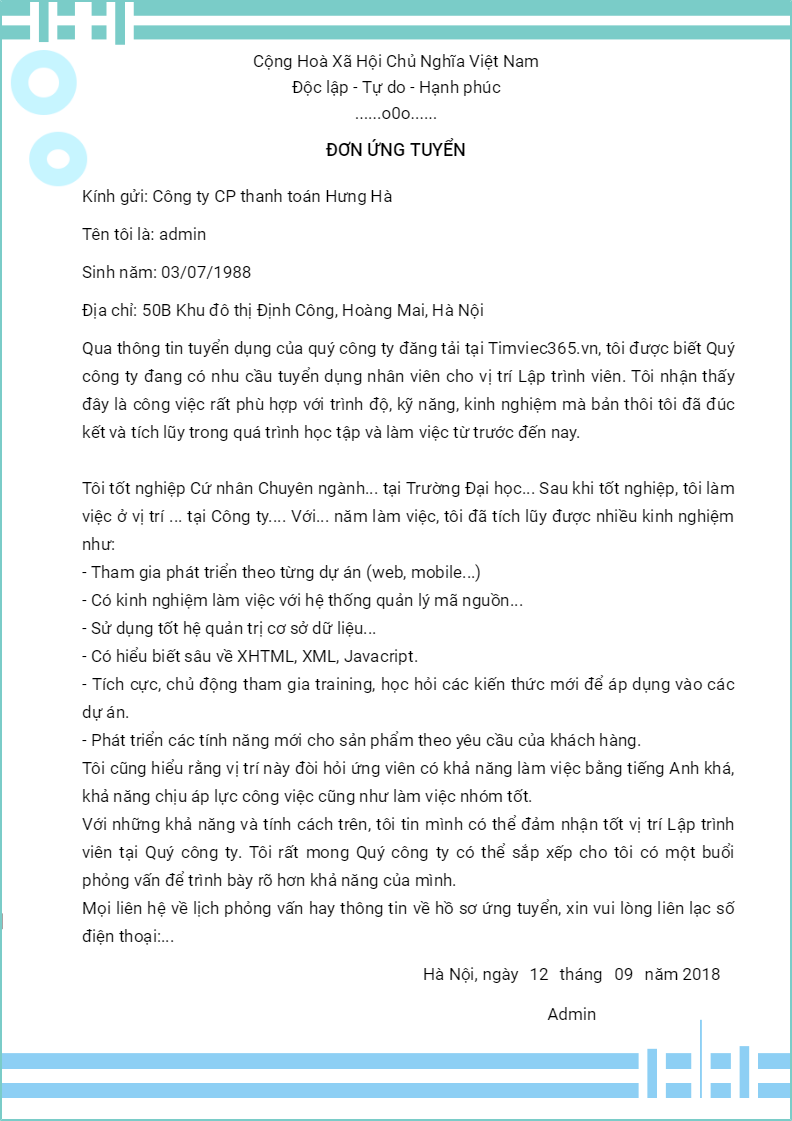 Cộng Hoà Xã Hội Chủ Nghĩa Việt Nam
Độc lập - Tự do - Hạnh phúc
......o0o......
ĐƠN ỨNG TUYỂN
Kính gửi: Công ty CP thanh toán Hưng Hà
Tên tôi là: admin
Sinh năm: 03/07/1988
Địa chỉ: 50B Khu đô thị Định Công, Hoàng Mai, Hà Nội
Qua thông tin tuyển dụng của quý công ty đăng tải tại Timviec365.vn, tôi được biết Quý
công ty đang có nhu cầu tuyển dụng nhân viên cho vị trí Lập trình viên. Tôi nhận thấy
đây là công việc rất phù hợp với trình độ, kỹ năng, kinh nghiệm mà bản thôi tôi đã đúc
kết và tích lũy trong quá trình học tập và làm việc từ trước đến nay.
Tôi tốt nghiệp Cứ nhân Chuyên ngành... tại Trường Đại học... Sau khi tốt nghiệp, tôi làm
việc ở vị trí ... tại Công ty.... Với... năm làm việc, tôi đã tích lũy được nhiều kinh nghiệm
như:
- Tham gia phát triển theo từng dự án (web, mobile...)
- Có kinh nghiệm làm việc với hệ thống quản lý mã nguồn...
- Sử dụng tốt hệ quản trị cơ sở dữ liệu...
- Có hiểu biết sâu về XHTML, XML, Javacript.
- Tích cực, chủ động tham gia training, học hỏi các kiến thức mới để áp dụng vào các
dự án.
- Phát triển các tính năng mới cho sản phẩm theo yêu cầu của khách hàng.
Tôi cũng hiểu rằng vị trí này đòi hỏi ứng viên có khả năng làm việc bằng tiếng Anh khá,
khả năng chịu áp lực công việc cũng như làm việc nhóm tốt.
Với những khả năng và tính cách trên, tôi tin mình có thể đảm nhận tốt vị trí Lập trình
viên tại Quý công ty. Tôi rất mong Quý công ty có thể sắp xếp cho tôi có một buổi
phỏng vấn để trình bày rõ hơn khả năng của mình.
Mọi liên hệ về lịch phỏng vấn hay thông tin về hồ sơ ứng tuyển, xin vui lòng liên lạc số
điện thoại:...
Hà Nội, ngày 12 tháng 09 năm 2018
Admin